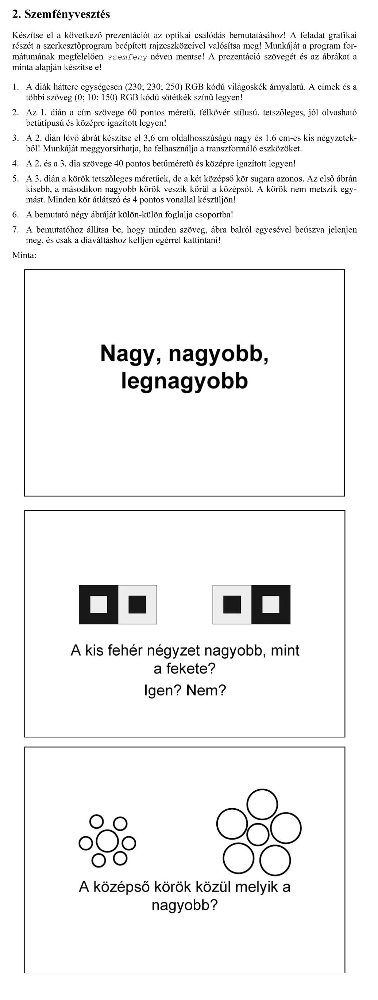 2. Szemfényvesztés
Készítse el a következő prezentációt az optikai csalódás bemutatásához! A feladat grafikai
részét a szerkesztőprogram beépített rajzeszközeivel valósítsa meg! Munkáját a program for-
mátumának megfelelően szemfeny néven mentse! A prezentáció szövegét és az ábrákat a
minta alapján készítse e!
1. A diák háttere egységesen (230; 230; 250) RGB kódú világoskék árnyalatú. A címek és a
többi szöveg (0; 10; 150) RGB kódú sötétkék színű legyen!
2. Az 1. dián a cím szövege 60 pontos méretű, félkövér stílusú, tetszőleges, jól olvasható
betűtípusú és középre igazított legyen!
3. A 2. dián lévő ábrát készítse el 3,6 cm oldalhosszúságú nagy és 1,6 cm-es kis négyzetek-
ből! Munkáját meggyorsíthatja, ha felhasználja a transzformáló eszközöket.
4. A 2. és a 3. dia szövege 40 pontos betűméretű és középre igazított legyen!
5. A 3. dián a körök tetszőleges méretűek, de a két középső kör sugara azonos. Az első ábrán
kisebb, a másodikon nagyobb körök veszik körül a középsőt. A körök nem metszik egy-
mást. Minden kör átlátszó és 4 pontos vonallal készüljön!
6. A bemutató négy ábráját külön-külön foglalja csoportba!
7. A bemutatóhoz állítsa be, hogy minden szöveg, ábra balról egyesével beúszva jelenjen
meg, és csak a diaváltáshoz kelljen egérrel kattintani!
Minta:
Nagy, nagyobb,
legnagyobb
A kis fehér négyzet nagyobb, mint
a fekete?
Igen? Nem?
A középső körök közül melyik a
nagyobb?